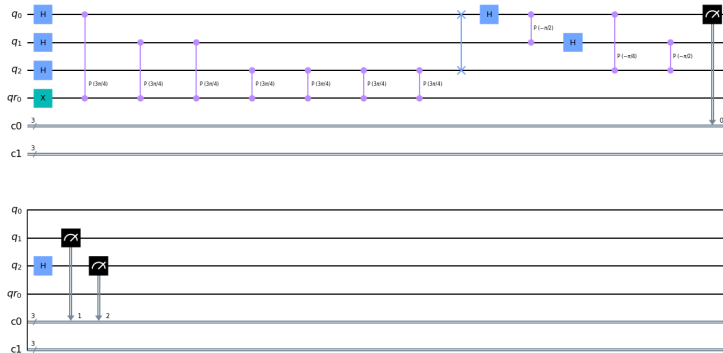 q₀ H H
P (−π/2)
q₁ H H
P P (−π/2)
q₂ H
P (3π/4) P (3π/4) P (3π/4) P (3π/4) P (3π/4) P (3π/4) P (3π/4)
qr₀ X
c0 3 0
c1 3
q₀
q₁
q₂ H
qr₀
c0 3 1 2
c1 3